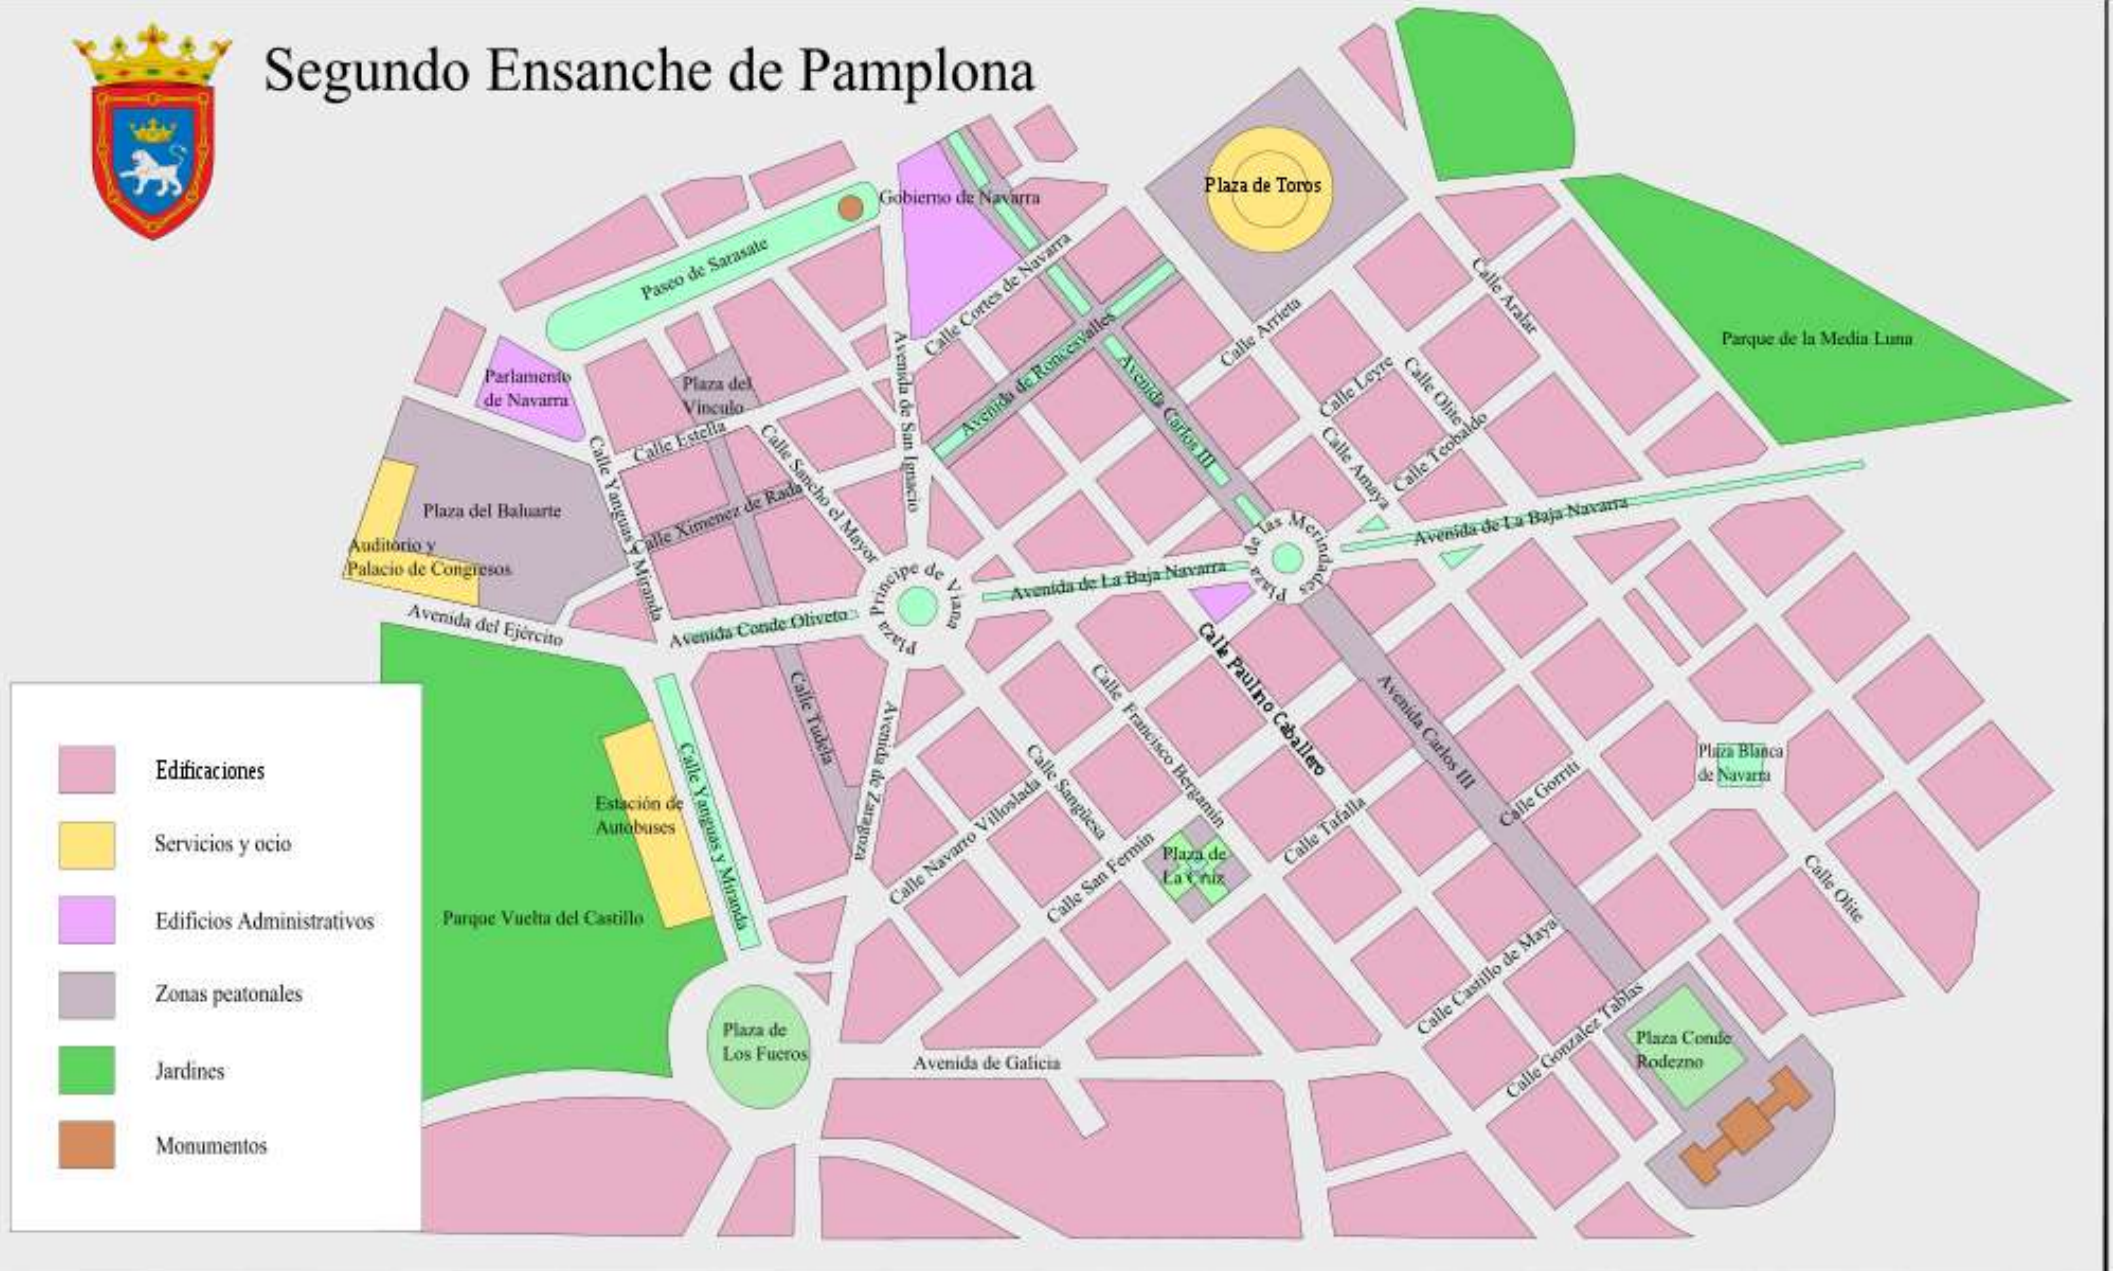 Segundo Ensanche de Pamplona
Plaza de Toros
Gobierno de Navarra
Paseo de Sarasate
Calle Cortes de Navarra
Calle Aralar
Parque de la Media Luna
Calle Arrieta
Avenida de Roncesvalles
Avenida Carlos III
Calle Leyre
Calle Olite
Parlamento
de Navarra
Plaza del
Vinculo
Avenida de San Ignacio
Calle Estella
Calle Sancho el Mayor
Calle Amaya
Calle Teobaldo
Calle Yanguas y Miranda
Plaza del Baluarte
Calle Ximenez de Rada
Avenida de La Baja Navarra
Plaza de las Merindades
Auditorio y
Palacio de Congresos
Avenida de La Baja Navarra
Plaza Principe de Viana
Avenida del Ejército
Avenida Conde Oliveto
Calle Paulino Caballero
Calle Tudela
Avenida de Zaragoza
Calle Francisco Bergamín
Avenida Carlos III
Calle Yanguas y Miranda
Calle Sangüesa
Plaza Blanca
de Navarra
Calle Gorriti
Edificaciones
Estación de
Autobuses
Calle Navarro Villoslada
Calle San Fermín
Calle Tafalla
Servicios y ocio
Plaza de
La Cruz
Calle Olite
Edificios Administrativos
Parque Vuelta del Castillo
Calle Castillo de Maya
Zonas peatonales
Calle Gonzalez Tablas
Plaza de
Los Fueros
Avenida de Galicia
Plaza Conde
Rodezno
Jardines
Monumentos